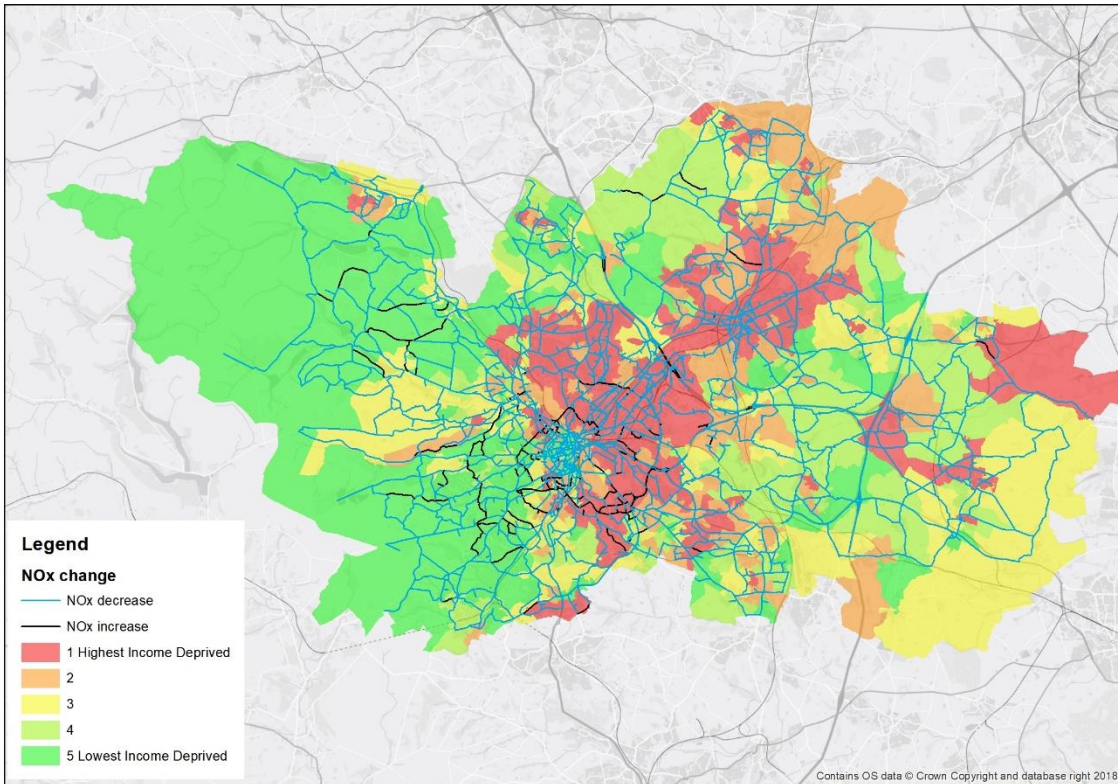 Legend
NOx change
NOx decrease
NOx increase
1 Highest Income Deprived
2
3
4
5 Lowest Income Deprived
Contains OS data © Crown Copyright and database right 2018